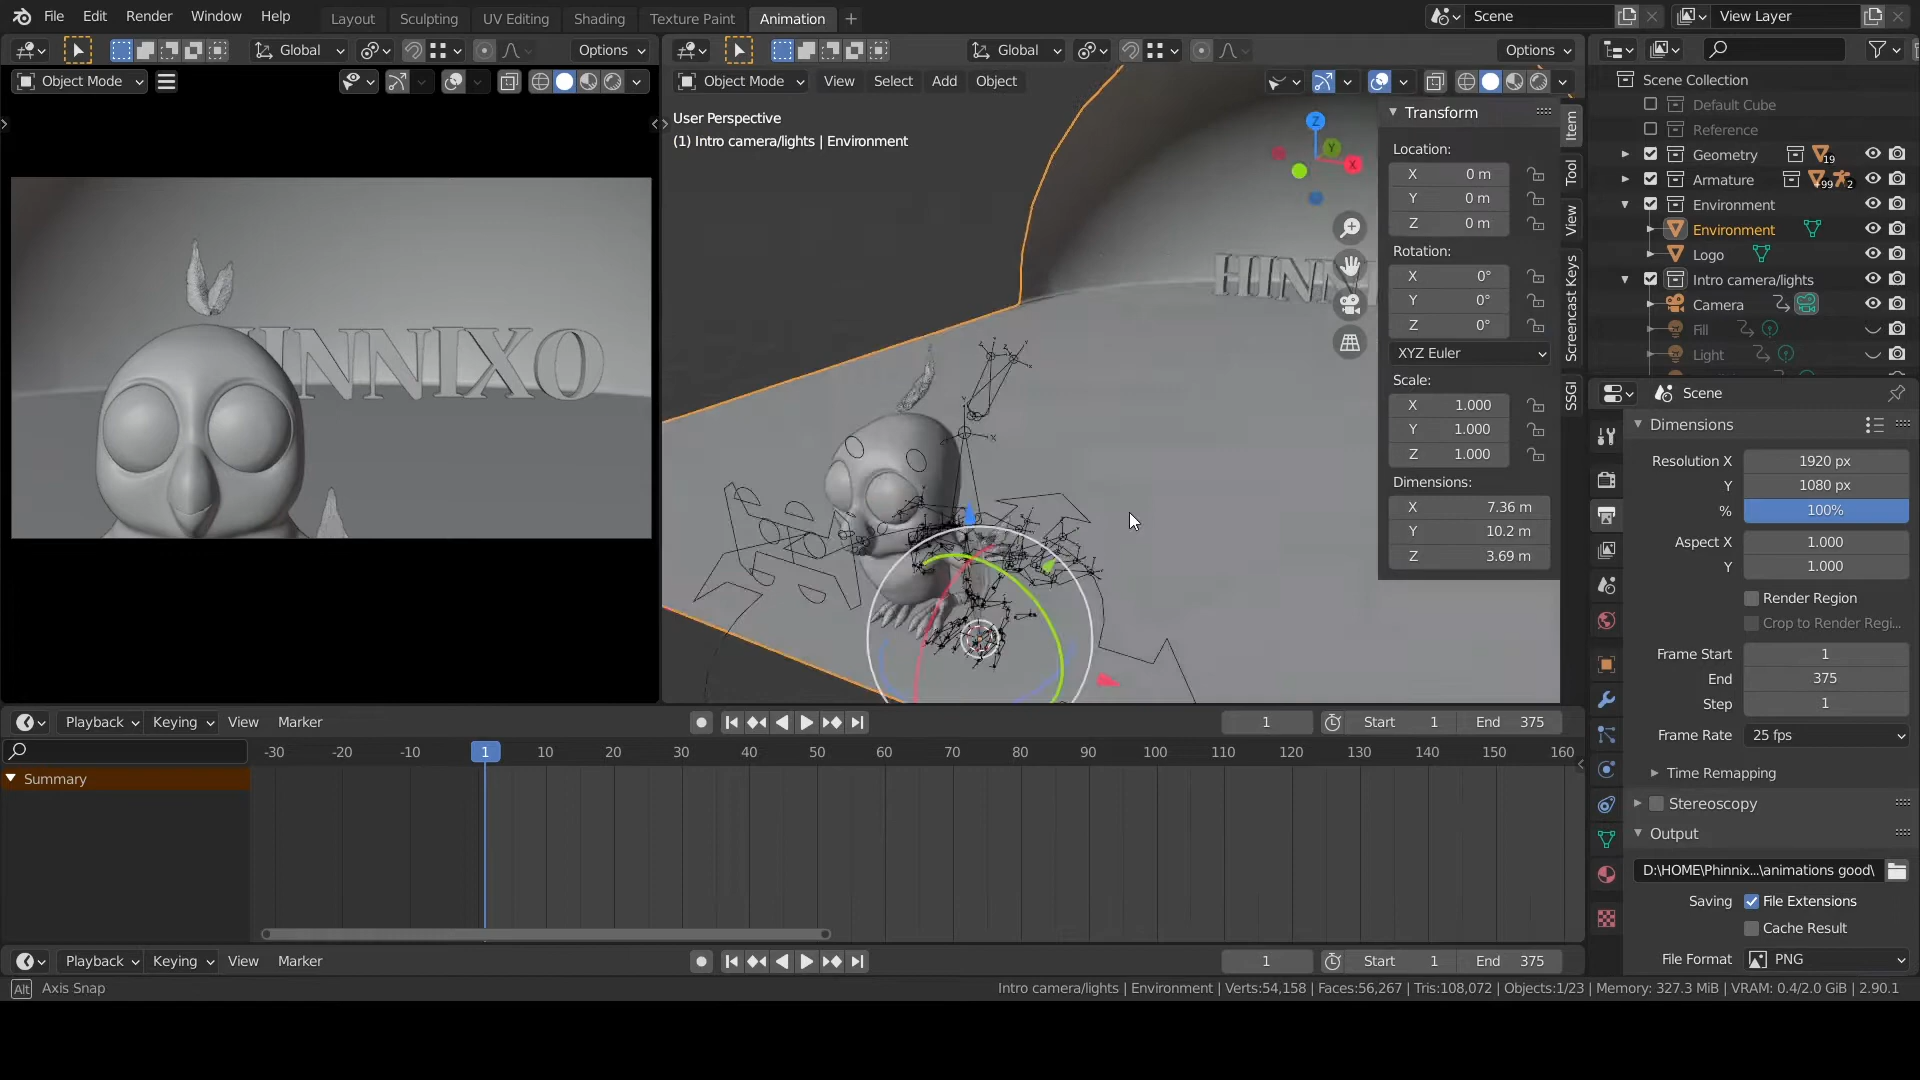 File Edit Render Window Help Layout Sculpting UV Editing Shading Texture Paint Animation + Scene View Layer
Global Options Global Options
Object Mode Object Mode View Select Add Object
User Perspective
(1) Intro camera/lights | Environment
INNIXO
HINN
Z
Y
X
Transform
Location:
X 0 m
Y 0 m
Z 0 m
Rotation:
X 0°
Y 0°
Z 0°
XYZ Euler
Scale:
X 1.000
Y 1.000
Z 1.000
Dimensions:
X 7.36 m
Y 10.2 m
Z 3.69 m
Item
Tool
View
Screencast Keys
SSGI
Scene Collection
Default Cube
Reference
Geometry 19
Armature +99 2
Environment
Environment
Logo
Intro camera/lights
Camera
Fill
Light
Scene
Dimensions
Resolution X 1920 px
Y 1080 px
% 100%
Aspect X 1.000
Y 1.000
Render Region
Crop to Render Regi...
Frame Start 1
End 375
Step 1
Frame Rate 25 fps
Time Remapping
Stereoscopy
Output
D:\HOME\Phinnix...\animations good\
Saving File Extensions
Cache Result
File Format PNG
Playback Keying View Marker 1 Start 1 End 375
-30 -20 -10 1 10 20 30 40 50 60 70 80 90 100 110 120 130 140 150 160
Summary
Playback Keying View Marker 1 Start 1 End 375
Alt Axis Snap Intro camera/lights | Environment | Verts:54,158 | Faces:56,267 | Tris:108,072 | Objects:1/23 | Memory: 327.3 MiB | VRAM: 0.4/2.0 GiB | 2.90.1